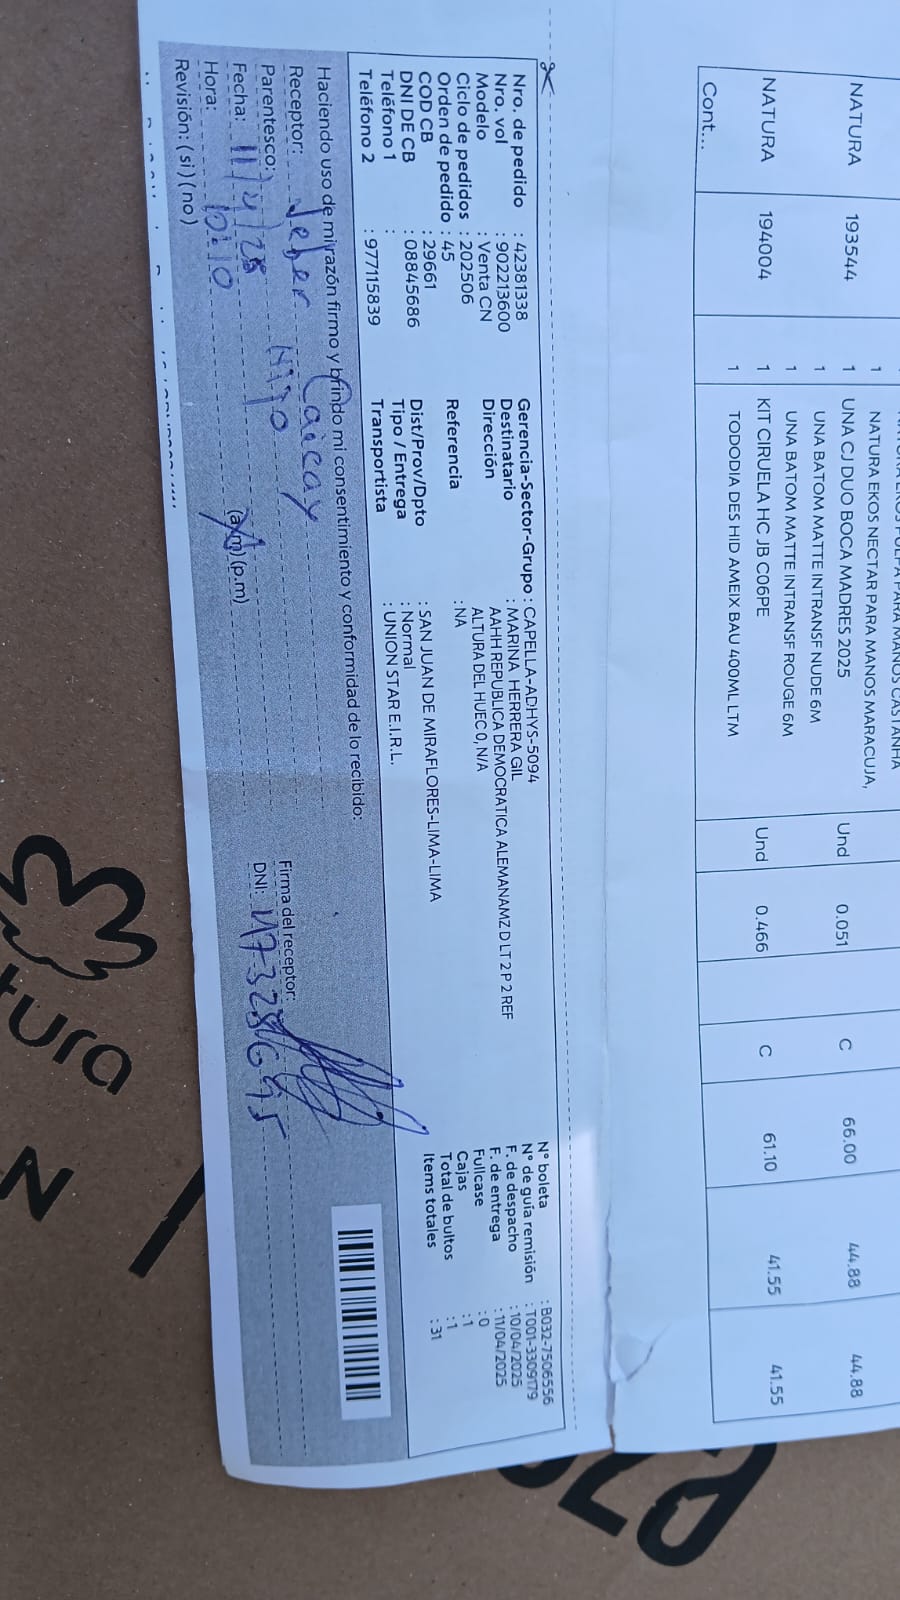 NATURA EKOS NECTAR PARA MANOS MARACUJA,
NATURA 193544 1 UNA CJ DUO BOCA MADRES 2025 Und 0.051 C 66.00 44.88 44.88
1 UNA BATOM MATTE INTRANSF NUDE 6M
1 UNA BATOM MATTE INTRANSF ROUGE 6M
NATURA 194004 1 KIT CIRUELA HC JB C06PE Und 0.466 C 61.10 41.55 41.55
1 TODODIA DES HID AMEIX BAU 400ML LTM
Cont...
Nro. de pedido : 42381338
Nro. vol : 902213600
Modelo : Venta CN
Ciclo de pedidos : 202506
Orden de pedido : 45
COD CB : 29661
DNI DE CB : 08845686
Teléfono 1 :
Teléfono 2 : 977115839
Gerencia-Sector-Grupo : CAPELLA-ADHYS-5094
Destinatario : MARINA HERRERA GIL
Dirección AAHH REPUBLICA DEMOCRATICA ALEMANAMZ D LT 2 P 2 REF
ALTURA DEL HUEC 0, N/A
Referencia : NA
Dist/Prov/Dpto : SAN JUAN DE MIRAFLORES-LIMA-LIMA
Tipo / Entrega : Normal
Transportista : UNION STAR E.I.R.L.
N° boleta : B032-7506556
N° de guía remisión : T001-3309179
F. de despacho : 10/04/2025
F. de entrega : 11/04/2025
Fullcase : 0
Cajas : 1
Total de bultos : 1
Items totales : 31
Haciendo uso de mi razón firmo y brindo mi consentimiento y conformidad de lo recibido:
Receptor: Jeber Caicay
Parentesco: Hijo
Fecha: 11/4/25
Hora: 10:10 (a.m) (p.m)
Revisión: (si) (no)
Firma del receptor:
DNI:
tura
N